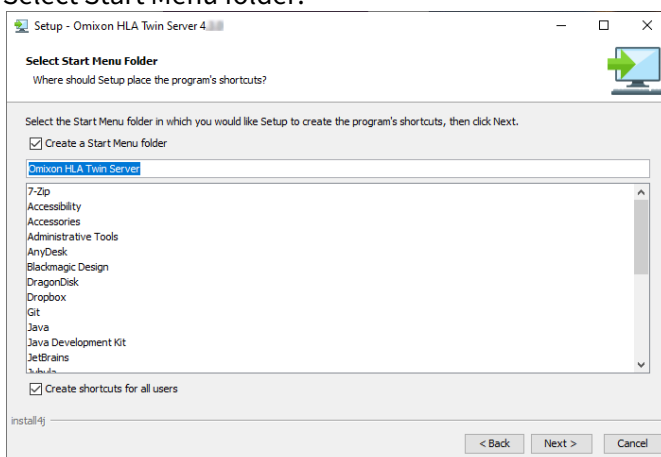 Select Start Menu folder:
Setup - Omixon HLA Twin Server 4
Select Start Menu Folder
Where should Setup place the program's shortcuts?
Select the Start Menu folder in which you would like Setup to create the program's shortcuts, then click Next.
Create a Start Menu folder
Omixon HLA Twin Server
7-Zip
Accessibility
Accessories
Administrative Tools
AnyDesk
Blackmagic Design
DragonDisk
Dropbox
Git
Java
Java Development Kit
JetBrains
Create shortcuts for all users
install4j
< Back Next > Cancel